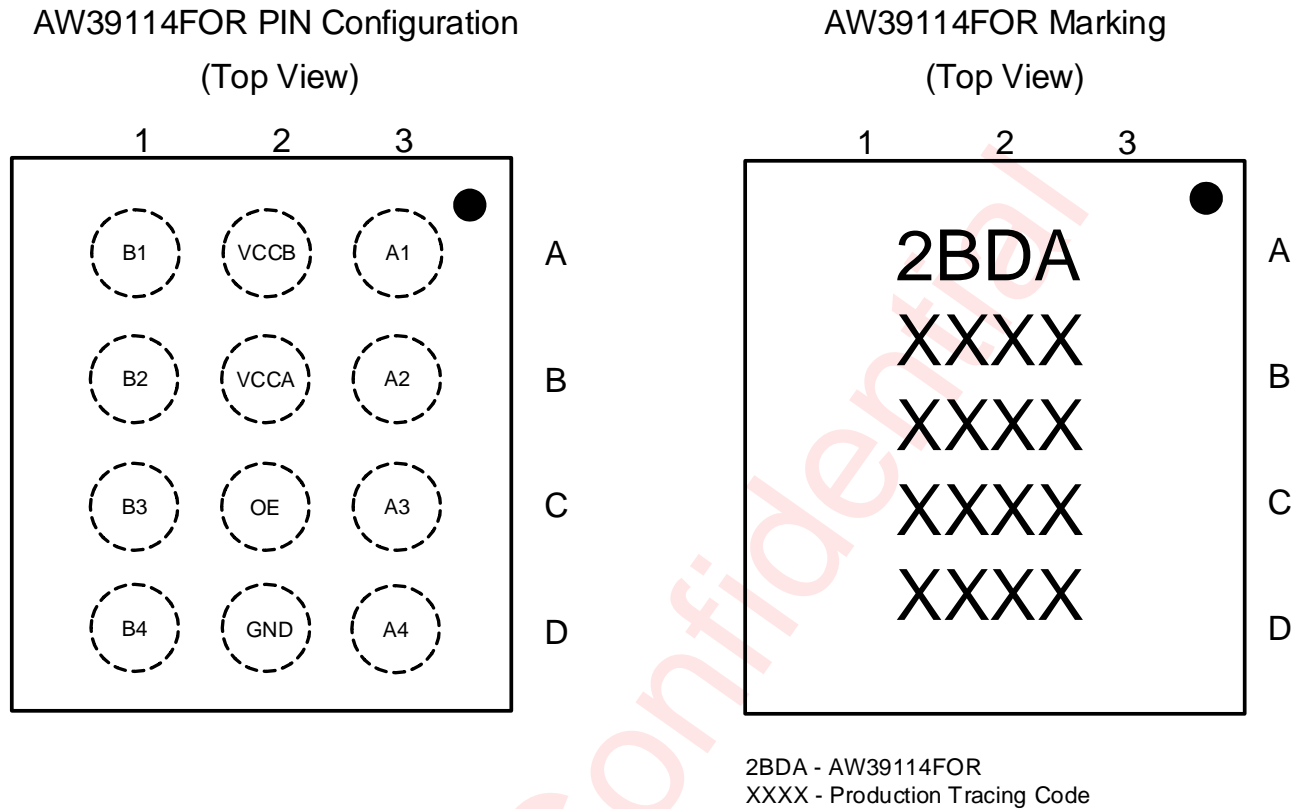 AW39114FOR PIN Configuration
(Top View)
1 2 3
B1 VCCB A1 A
B2 VCCA A2 B
B3 OE A3 C
B4 GND A4 D
AW39114FOR Marking
(Top View)
1 2 3
2BDA A
XXXX
B
XXXX
XXXX C
XXXX
D
2BDA - AW39114FOR
XXXX - Production Tracing Code
Confidential